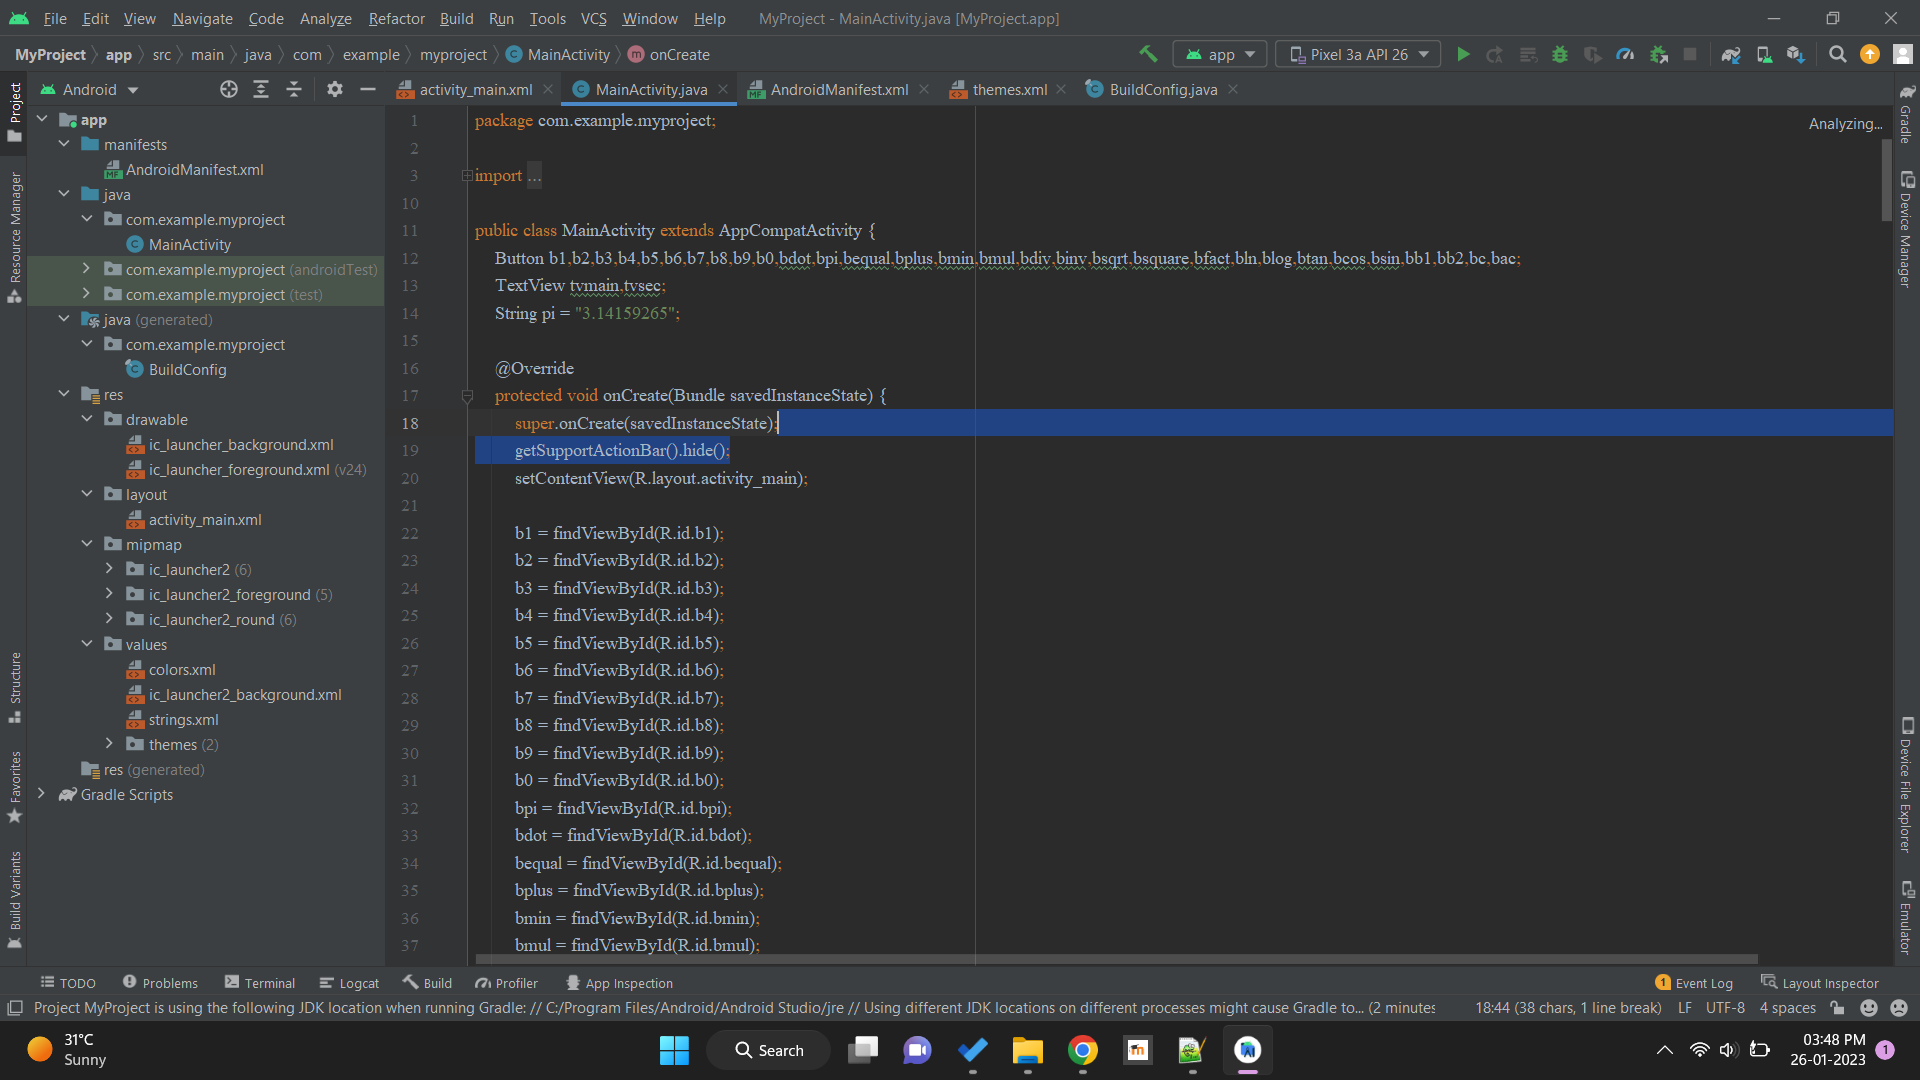 File Edit View Navigate Code Analyze Refactor Build Run Tools VCS Window Help MyProject - MainActivity.java [MyProject.app]
MyProject app src main java com example myproject C MainActivity m onCreate app Pixel 3a API 26
Android activity_main.xml MainActivity.java AndroidManifest.xml themes.xml BuildConfig.java
Project
Resource Manager
Structure
Favorites
Build Variants
app
manifests
AndroidManifest.xml
java
com.example.myproject
MainActivity
com.example.myproject (androidTest)
com.example.myproject (test)
java (generated)
com.example.myproject
BuildConfig
res
drawable
ic_launcher_background.xml
ic_launcher_foreground.xml (v24)
layout
activity_main.xml
mipmap
ic_launcher2 (6)
ic_launcher2_foreground (5)
ic_launcher2_round (6)
values
colors.xml
ic_launcher2_background.xml
strings.xml
themes (2)
res (generated)
Gradle Scripts
Analyzing...
1 package com.example.myproject;
2
3 import ...
10
11 public class MainActivity extends AppCompatActivity {
12 Button b1,b2,b3,b4,b5,b6,b7,b8,b9,b0,bdot,bpi,bequal,bplus,bmin,bmul,bdiv,binv,bsqrt,bsquare,bfact,bln,blog,btan,bcos,bsin,bb1,bb2,bc,bac;
13 TextView tvmain,tvsec;
14 String pi = "3.14159265";
15
16 @Override
17 protected void onCreate(Bundle savedInstanceState) {
18 super.onCreate(savedInstanceState);
19 getSupportActionBar().hide();
20 setContentView(R.layout.activity_main);
21
22 b1 = findViewById(R.id.b1);
23 b2 = findViewById(R.id.b2);
24 b3 = findViewById(R.id.b3);
25 b4 = findViewById(R.id.b4);
26 b5 = findViewById(R.id.b5);
27 b6 = findViewById(R.id.b6);
28 b7 = findViewById(R.id.b7);
29 b8 = findViewById(R.id.b8);
30 b9 = findViewById(R.id.b9);
31 b0 = findViewById(R.id.b0);
32 bpi = findViewById(R.id.bpi);
33 bdot = findViewById(R.id.bdot);
34 bequal = findViewById(R.id.bequal);
35 bplus = findViewById(R.id.bplus);
36 bmin = findViewById(R.id.bmin);
37 bmul = findViewById(R.id.bmul);
Gradle
Device Manager
Device File Explorer
Emulator
TODO Problems Terminal Logcat Build Profiler App Inspection 1 Event Log Layout Inspector
Project MyProject is using the following JDK location when running Gradle: // C:/Program Files/Android/Android Studio/jre // Using different JDK locations on different processes might cause Gradle to... (2 minutes 18:44 (38 chars, 1 line break) LF UTF-8 4 spaces
31°C
Sunny
Search
03:48 PM
26-01-2023
1